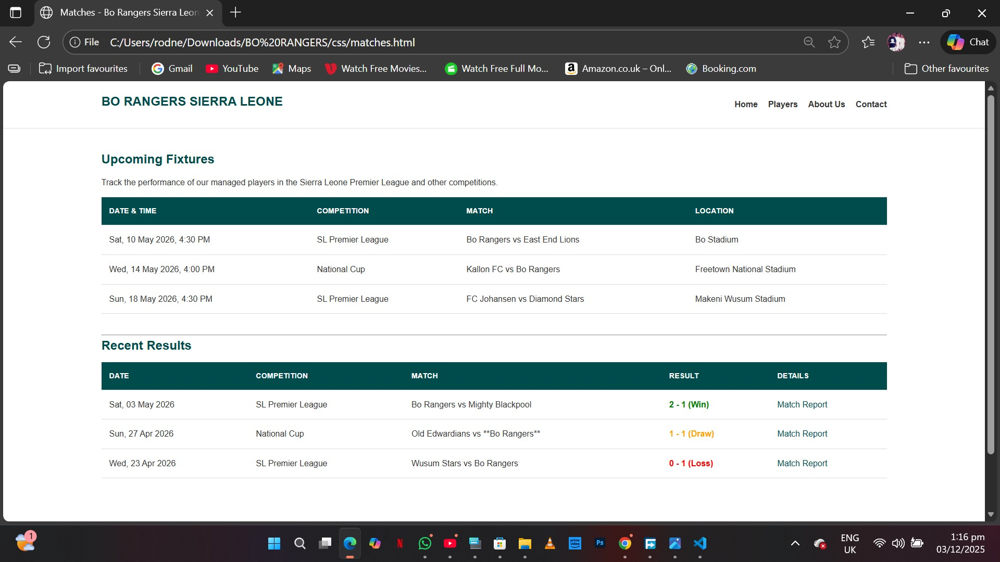 Matches - Bo Rangers Sierra Leon
File C:/Users/rodne/Downloads/BO%20RANGERS/css/matches.html
Chat
Import favourites Gmail YouTube Maps Watch Free Movies... Watch Free Full Mo... Amazon.co.uk – Onl... Booking.com Other favourites
BO RANGERS SIERRA LEONE
Home Players About Us Contact
Upcoming Fixtures
Track the performance of our managed players in the Sierra Leone Premier League and other competitions.
DATE & TIME COMPETITION MATCH LOCATION
Sat, 10 May 2026, 4:30 PM SL Premier League Bo Rangers vs East End Lions Bo Stadium
Wed, 14 May 2026, 4:00 PM National Cup Kallon FC vs Bo Rangers Freetown National Stadium
Sun, 18 May 2026, 4:30 PM SL Premier League FC Johansen vs Diamond Stars Makeni Wusum Stadium
Recent Results
DATE COMPETITION MATCH RESULT DETAILS
Sat, 03 May 2026 SL Premier League Bo Rangers vs Mighty Blackpool 2 - 1 (Win) Match Report
Sun, 27 Apr 2026 National Cup Old Edwardians vs **Bo Rangers** 1 - 1 (Draw) Match Report
Wed, 23 Apr 2026 SL Premier League Wusum Stars vs Bo Rangers 0 - 1 (Loss) Match Report
1
prime video
Ps
ENG
UK
1:16 pm
03/12/2025